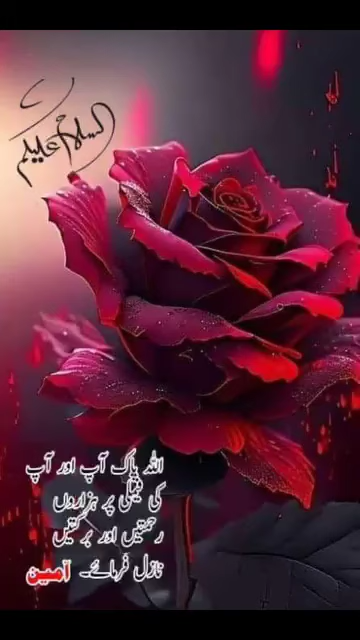 السلام علیکم
اللہ پاک آپ اور آپ
کی فیملی پر ہزاروں
رحمتیں اور برکتیں
نازل فرمائے۔ آمین